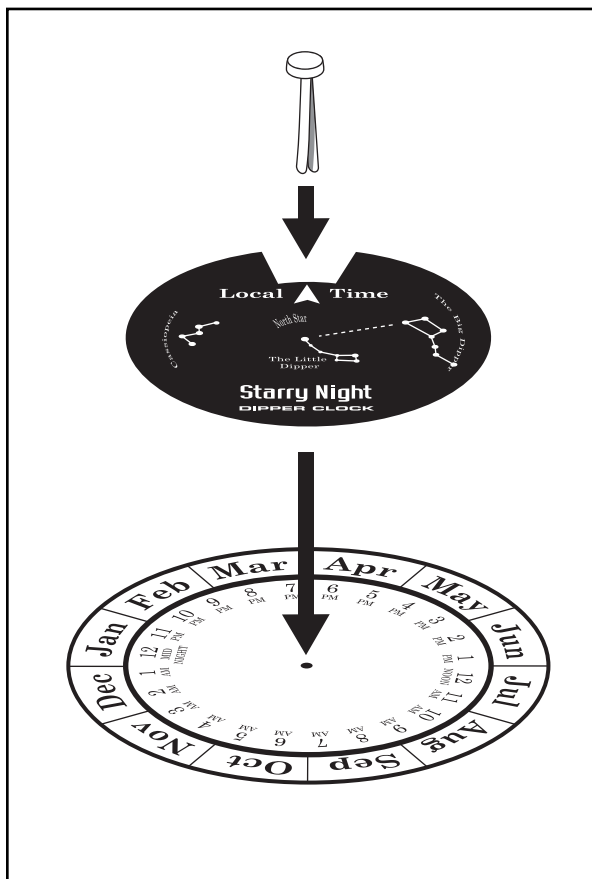 Local Time
North Star
Cassiopeia
The Big Dipper
The Little
Dipper
Starry Night
DIPPER CLOCK
Jan
Feb
Mar
Apr
May
Jun
Jul
Aug
Sep
Oct
Nov
Dec
12
MID
NIGHT
11
PM
10
PM
9
PM
8
PM
7
PM
6
PM
5
PM
4
PM
3
PM
2
PM
1
PM
12
NOON
11
AM
10
AM
9
AM
8
AM
7
AM
6
AM
5
AM
4
AM
3
AM
2
AM
1
AM